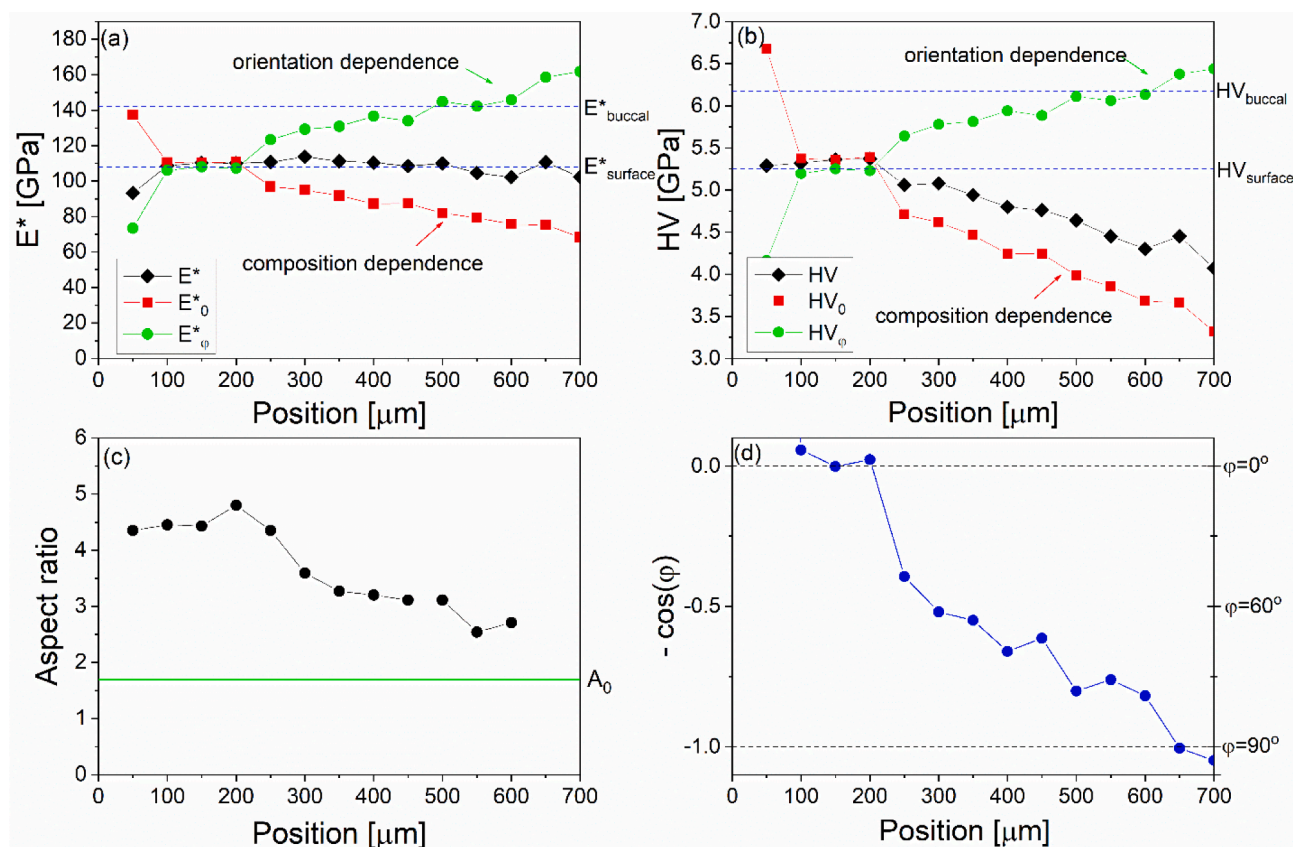 (a)
orientation dependence
E*buccal
E*surface
composition dependence
E*
E*0
E*φ
E* [GPa]
180
160
140
120
100
80
60
40
20
0
0 100 200 300 400 500 600 700
Position [μm]
(b)
orientation dependence
HVbuccal
HVsurface
composition dependence
HV
HV0
HVφ
HV [GPa]
7.0
6.5
6.0
5.5
5.0
4.5
4.0
3.5
3.0
0 100 200 300 400 500 600 700
Position [μm]
(c)
Aspect ratio
6
5
4
3
2
1
0
A0
0 100 200 300 400 500 600 700
Position [μm]
(d)
- cos(φ)
0.0
-0.5
-1.0
φ=0°
φ=60°
φ=90°
0 100 200 300 400 500 600 700
Position [μm]